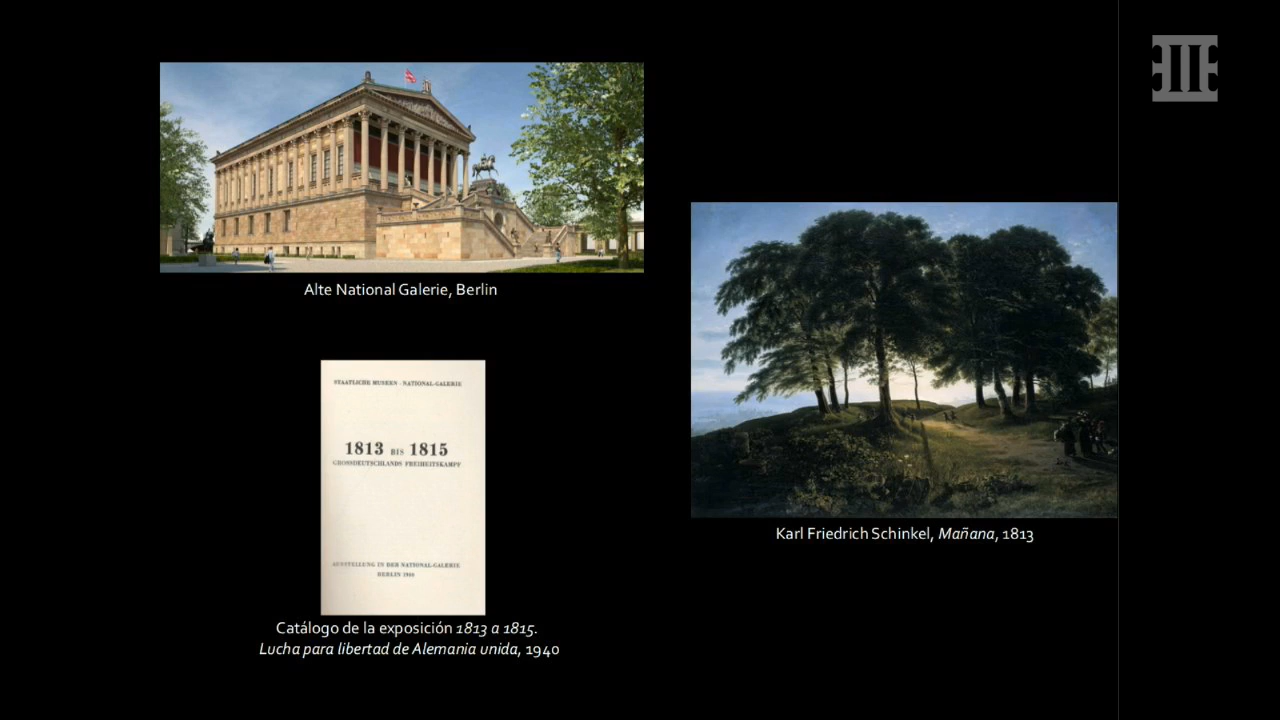 Alte National Galerie, Berlin
STAATLICHE MUSEEN · NATIONAL-GALERIE
1813 BIS 1815
GROSSDEUTSCHLANDS FREIHEITSKAMPF
AUSSTELLUNG IN DER NATIONAL-GALERIE
BERLIN 1940
Catálogo de la exposición 1813 a 1815.
Lucha para libertad de Alemania unida, 1940
Karl Friedrich Schinkel, Mañana, 1813